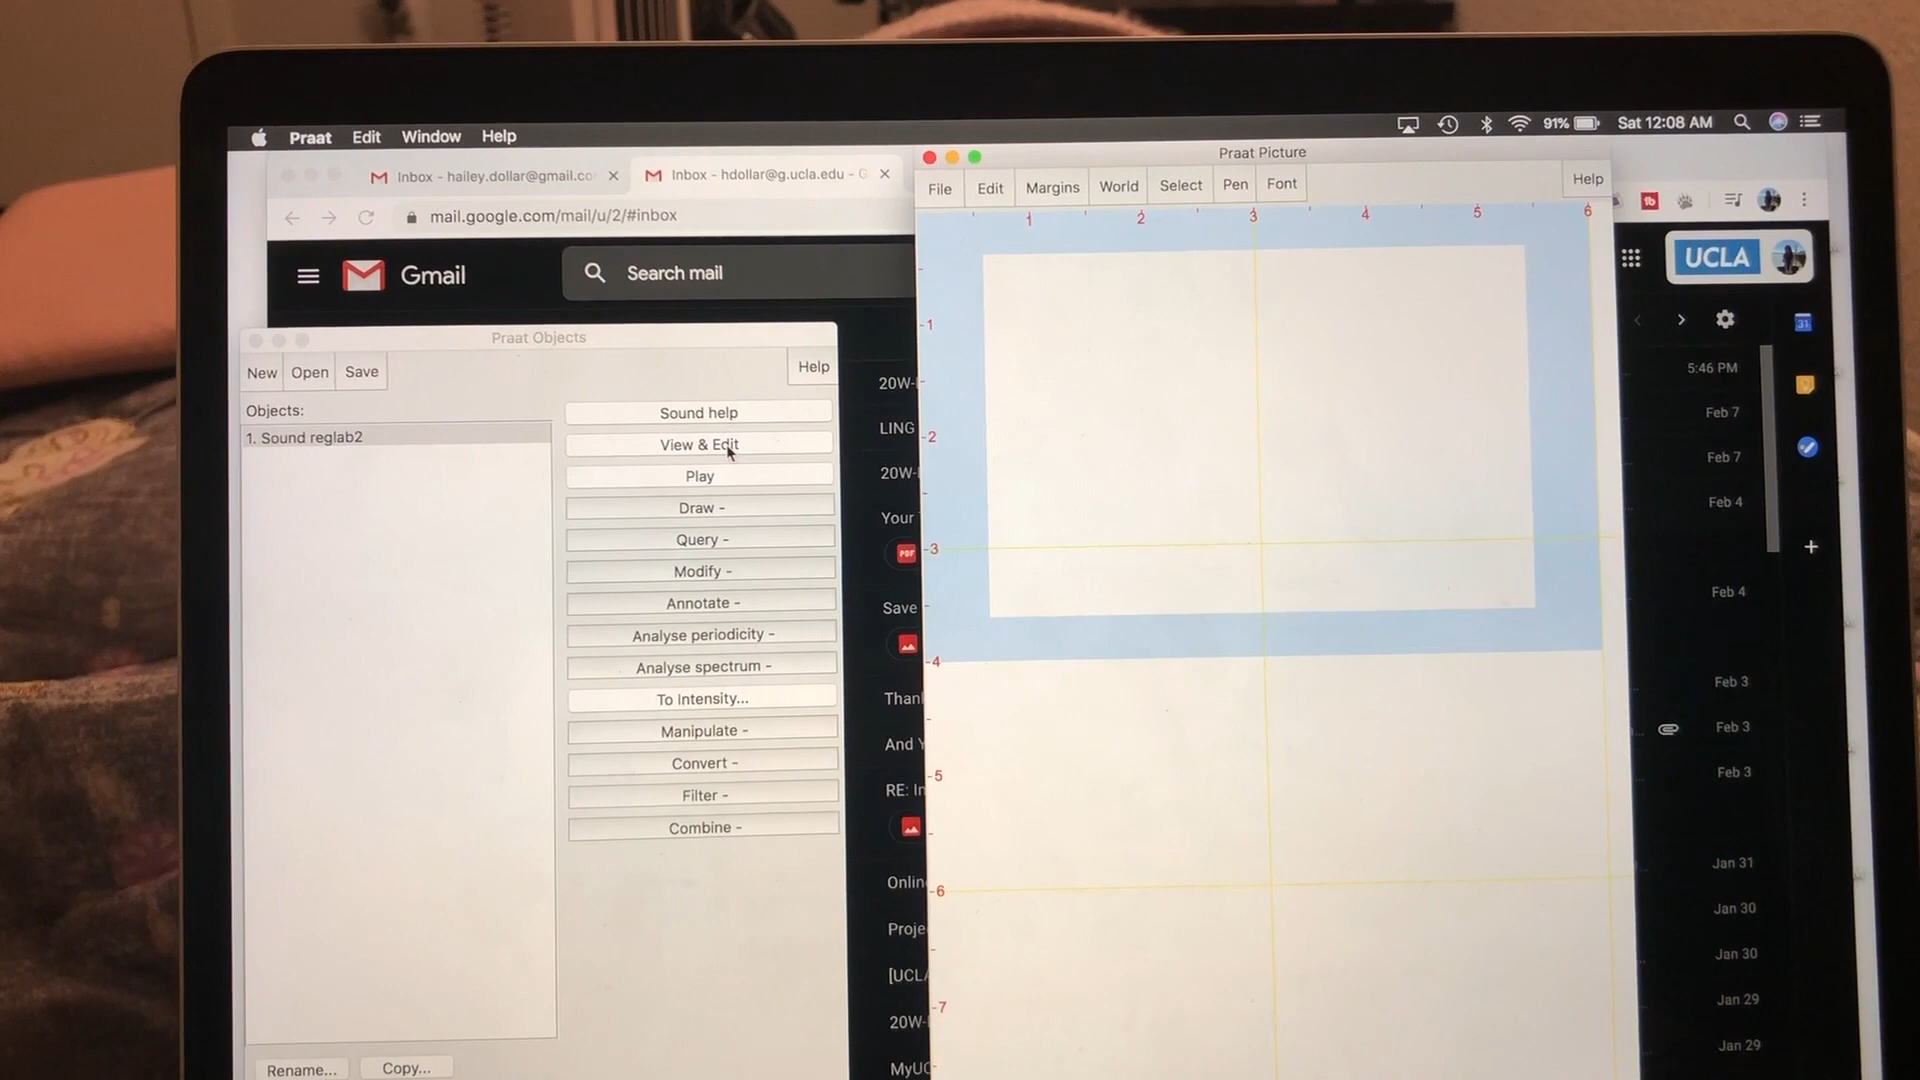 Praat Edit Window Help
91% Sat 12:08 AM
Inbox - hailey.dollar@gmail.co
Inbox - hdollar@g.ucla.edu - G
mail.google.com/mail/u/2/#inbox
Gmail
Search mail
Praat Objects
New Open Save Help
Objects:
1. Sound reglab2
Sound help
View & Edit
Play
Draw -
Query -
Modify -
Annotate -
Analyse periodicity -
Analyse spectrum -
To Intensity...
Manipulate -
Convert -
Filter -
Combine -
Rename... Copy...
20W-
LING
20W-
Your
PDF
Save
Than
And Y
RE: In
Onlin
Proje
[UCLA
20W-
MyUC
Praat Picture
File Edit Margins World Select Pen Font Help
1 2 3 4 5 6
1
2
3
4
5
6
7
UCLA
31
5:46 PM
Feb 7
Feb 7
Feb 4
Feb 4
Feb 3
Feb 3
Feb 3
Jan 31
Jan 30
Jan 30
Jan 29
Jan 29